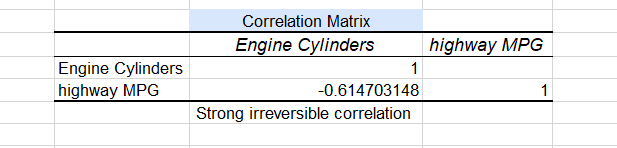 Correlation Matrix
Engine Cylinders highway MPG
Engine Cylinders 1
highway MPG -0.614703148 1
Strong irreversible correlation